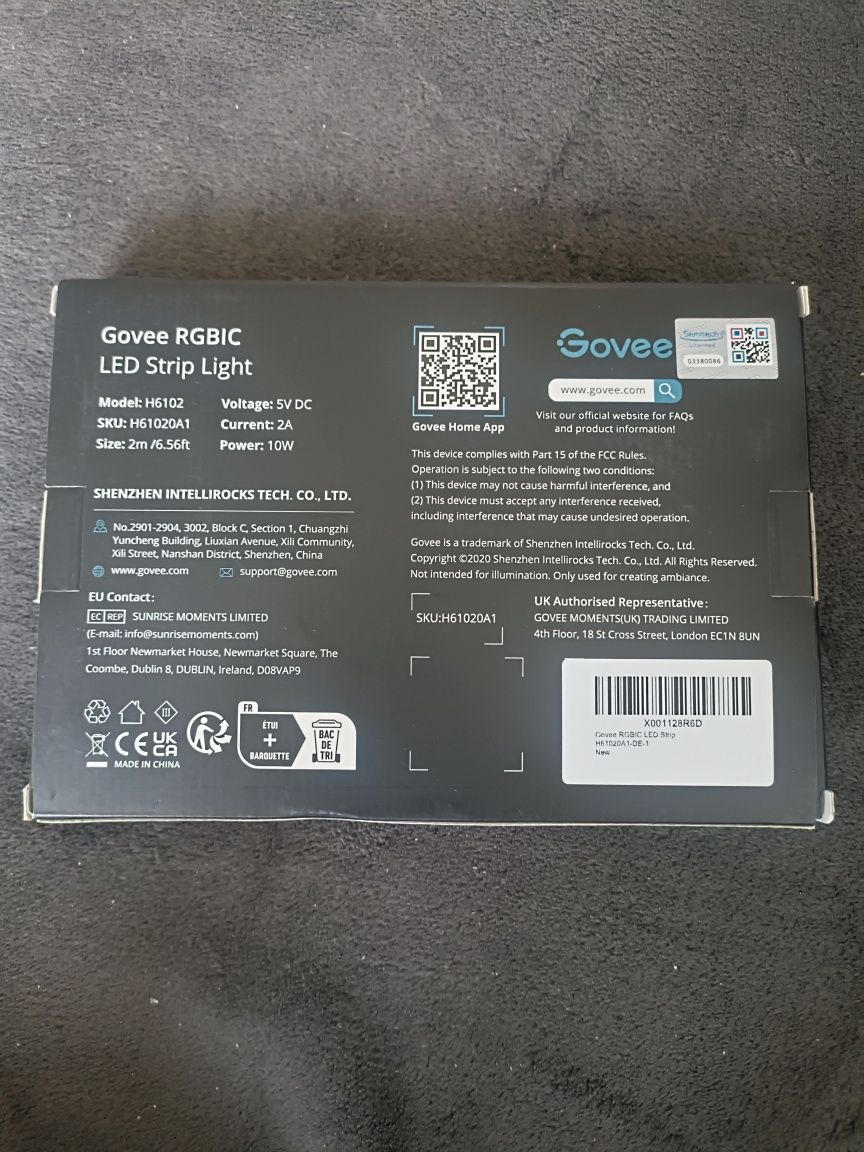 Govee RGBIC
LED Strip Light
Model: H6102 Voltage: 5V DC
SKU: H61020A1 Current: 2A
Size: 2m /6.56ft Power: 10W
SHENZHEN INTELLIROCKS TECH. CO., LTD.
No.2901-2904, 3002, Block C, Section 1, Chuangzhi
Yuncheng Building, Liuxian Avenue, Xili Community,
Xili Street, Nanshan District, Shenzhen, China
www.govee.com support@govee.com
EU Contact:
EC REP SUNRISE MOMENTS LIMITED
(E-mail: info@sunrisemoments.com)
1st Floor Newmarket House, Newmarket Square, The
Coombe, Dublin 8, DUBLIN, Ireland, D08VAP9
CE UK
CA
MADE IN CHINA
FR
ÉTUI
+
BARQUETTE
BAC
DE
TRI
Govee Home App
Govee
Semtech
Licensed
03380086
www.govee.com
Visit our official website for FAQs
and product information!
This device complies with Part 15 of the FCC Rules.
Operation is subject to the following two conditions:
(1) This device may not cause harmful interference, and
(2) This device must accept any interference received,
including interference that may cause undesired operation.
Govee is a trademark of Shenzhen Intellirocks Tech. Co., Ltd.
Copyright ©2020 Shenzhen Intellirocks Tech. Co., Ltd. All Rights Reserved.
Not intended for illumination. Only used for creating ambiance.
SKU:H61020A1
UK Authorised Representative:
GOVEE MOMENTS(UK) TRADING LIMITED
4th Floor, 18 St Cross Street, London EC1N 8UN
X001128R6D
Govee RGBIC LED Strip
H61020A1-DE-1
New